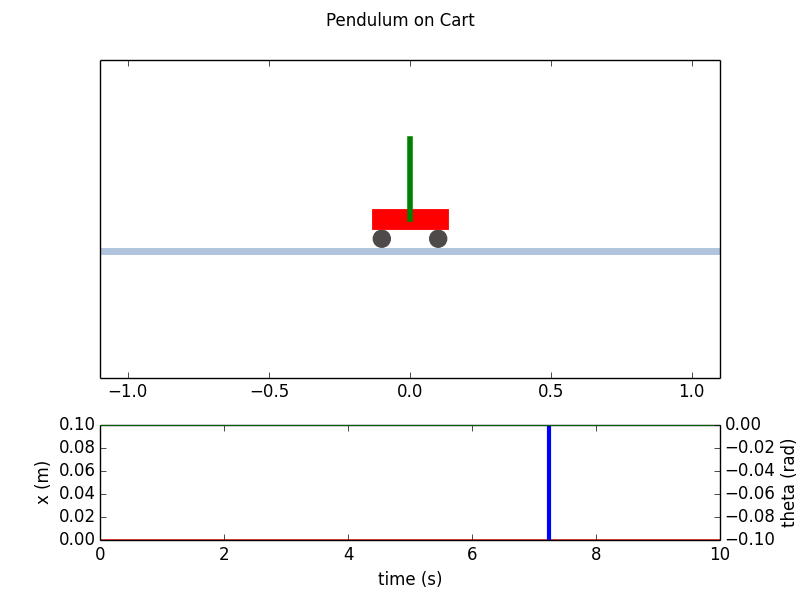 Pendulum on Cart
−1.0 −0.5 0.0 0.5 1.0
0.10 0.00
0.08 −0.02
0.06 −0.04
0.04 −0.06
0.02 −0.08
0.00 −0.10
x (m)
theta (rad)
0 2 4 6 8 10
time (s)